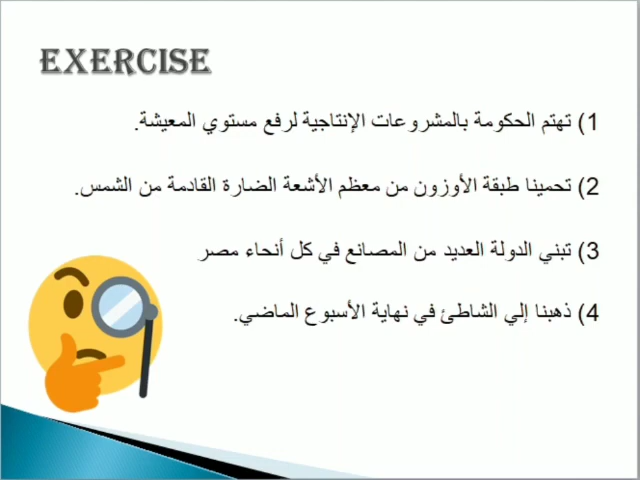 EXERCISE
1) تهتم الحكومة بالمشروعات الإنتاجية لرفع مستوي المعيشة.
2) تحمينا طبقة الأوزون من معظم الأشعة الضارة القادمة من الشمس.
3) تبني الدولة العديد من المصانع في كل أنحاء مصر
4) ذهبنا إلي الشاطئ في نهاية الأسبوع الماضي.